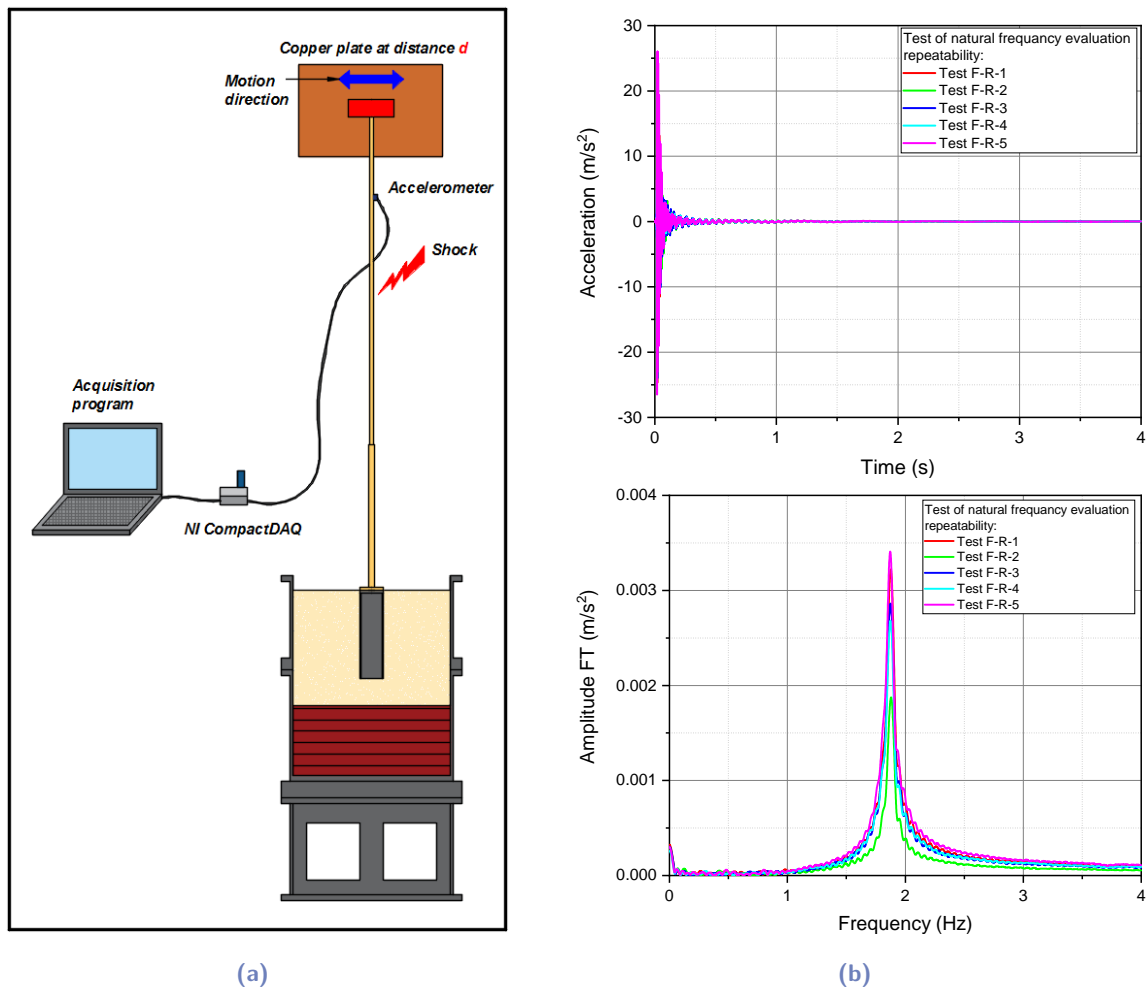 Copper plate at distance d
Motion
direction
Accelerometer
Shock
Acquisition
program
NI CompactDAQ
(a)
30
20
10
0
-10
-20
-30
Acceleration (m/s²)
Test of natural frequancy evaluation
repeatability:
Test F-R-1
Test F-R-2
Test F-R-3
Test F-R-4
Test F-R-5
0 1 2 3 4
Time (s)
0.004
0.003
0.002
0.001
0.000
Amplitude FT (m/s²)
Test of natural frequancy evaluation
repeatability:
Test F-R-1
Test F-R-2
Test F-R-3
Test F-R-4
Test F-R-5
0 1 2 3 4
Frequency (Hz)
(b)